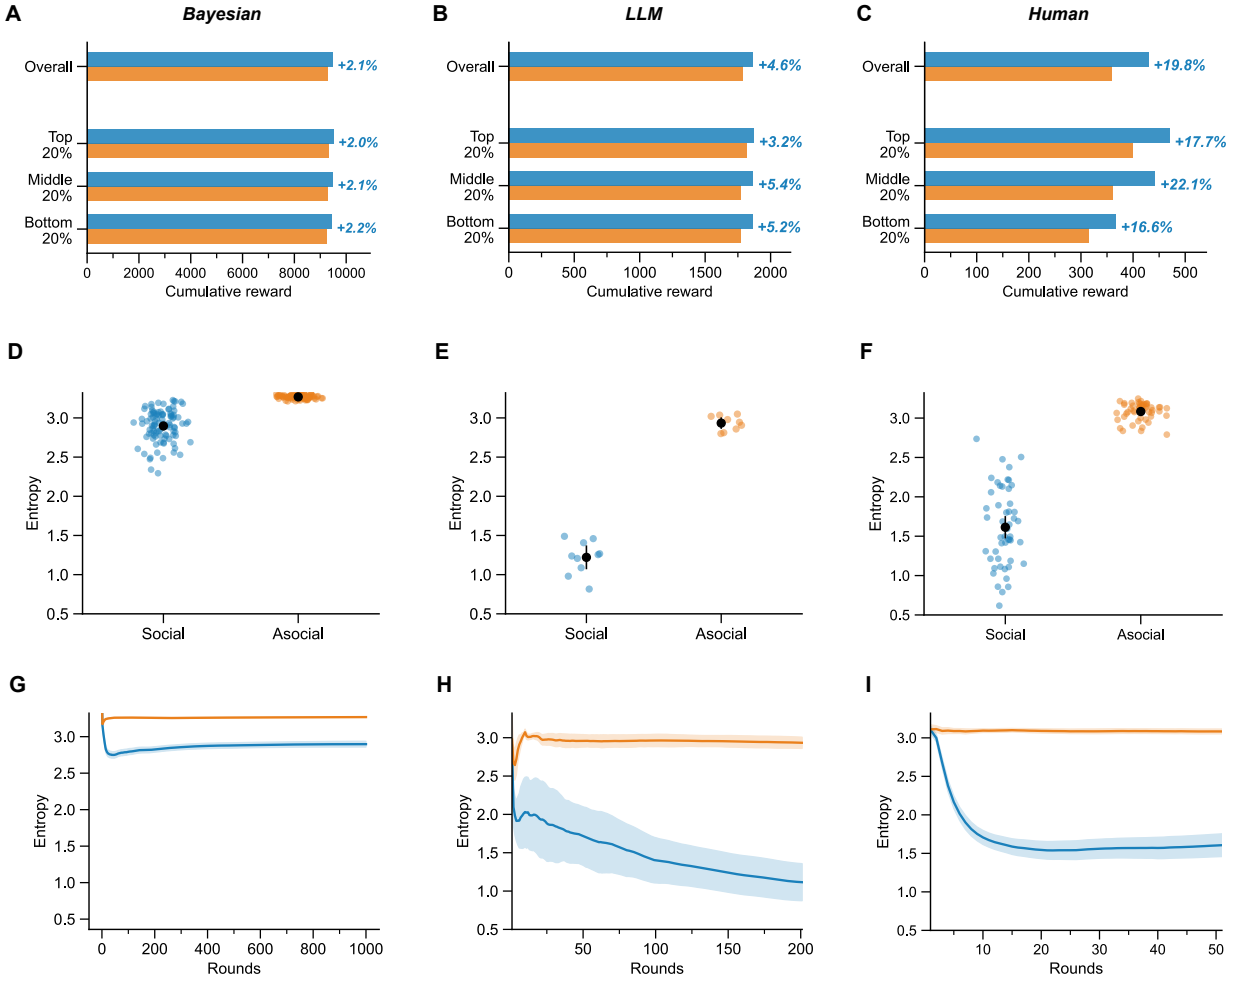 A
Bayesian
B
LLM
C
Human
Overall
+2.1%
Top
20%
+2.0%
Middle
20%
+2.1%
Bottom
20%
+2.2%
0
2000
4000
6000
8000
10000
Cumulative reward
Overall
+4.6%
Top
20%
+3.2%
Middle
20%
+5.4%
Bottom
20%
+5.2%
0
500
1000
1500
2000
Cumulative reward
Overall
+19.8%
Top
20%
+17.7%
Middle
20%
+22.1%
Bottom
20%
+16.6%
0
100
200
300
400
500
Cumulative reward
D
Entropy
3.0
2.5
2.0
1.5
1.0
0.5
Social
Asocial
E
Entropy
3.0
2.5
2.0
1.5
1.0
0.5
Social
Asocial
F
Entropy
3.0
2.5
2.0
1.5
1.0
0.5
Social
Asocial
G
Entropy
3.0
2.5
2.0
1.5
1.0
0.5
0
200
400
600
800
1000
Rounds
H
Entropy
3.0
2.5
2.0
1.5
1.0
0.5
50
100
150
200
Rounds
I
Entropy
3.0
2.5
2.0
1.5
1.0
0.5
10
20
30
40
50
Rounds